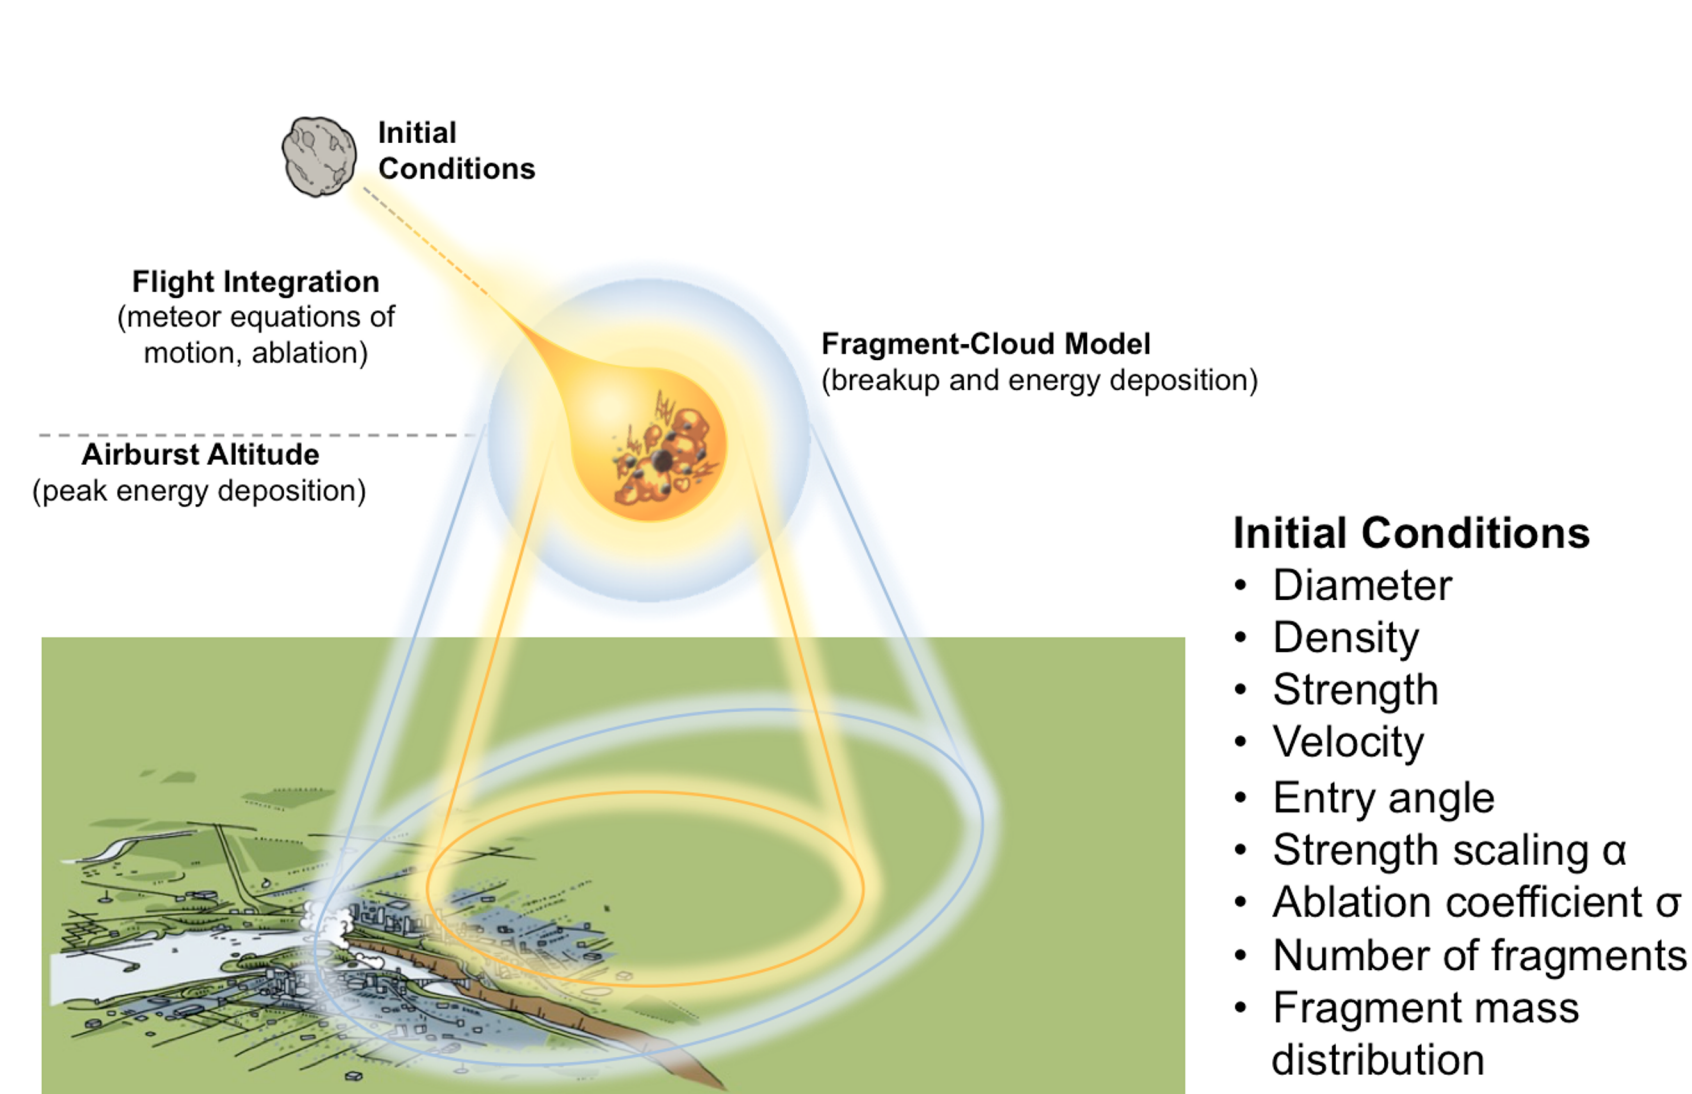 Initial
Conditions
Flight Integration
(meteor equations of
motion, ablation)
Fragment-Cloud Model
(breakup and energy deposition)
Airburst Altitude
(peak energy deposition)
Initial Conditions
• Diameter
• Density
• Strength
• Velocity
• Entry angle
• Strength scaling α
• Ablation coefficient σ
• Number of fragments
• Fragment mass
distribution